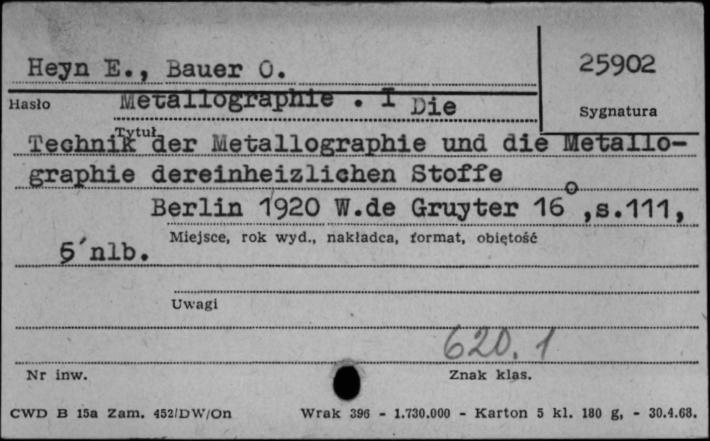 Heyn E., Bauer O.
25902
Hasło
Metallographie . I Die
Sygnatura
Tytuł
Technik der Metallographie und die Metallo-
graphie dereinheizlichen Stoffe
Berlin 1920 W.de Gruyter 16 o ,s.111,
Miejsce, rok wyd., nakładca, format, objętość
5 nlb.
Uwagi
620.1
Nr inw.
Znak klas.
CWD B 15a Zam. 452/DW/On
Wrak 396 - 1.730.000 - Karton 5 kl. 180 g, - 30.4.68.